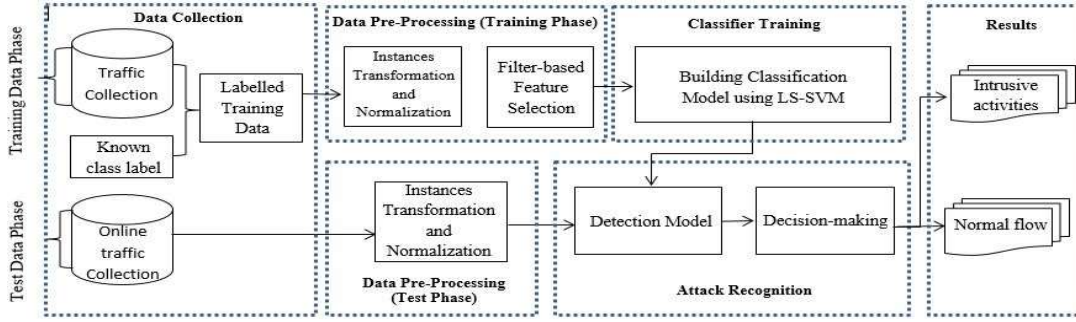 Training Data Phase
Data Collection
Traffic
Collection
Known
class label
Labelled
Training
Data
Data Pre-Processing (Training Phase)
Instances
Transformation
and
Normalization
Filter-based
Feature
Selection
Classifier Training
Building Classification
Model using LS-SVM
Results
Intrusive
activities
Test Data Phase
Online
traffic
Collection
Instances
Transformation
and
Normalization
Data Pre-Processing
(Test Phase)
Detection Model
Decision-making
Attack Recognition
Normal flow